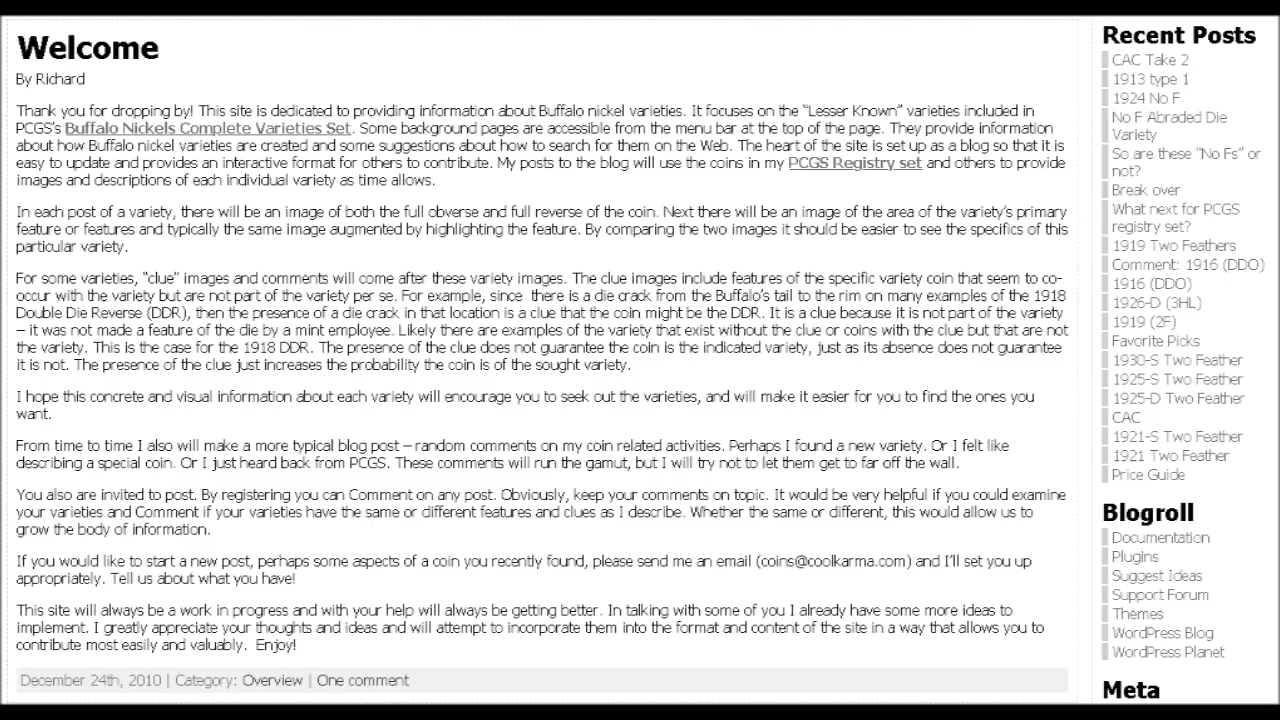 Welcome
By Richard
Thank you for dropping by! This site is dedicated to providing information about Buffalo nickel varieties. It focuses on the “Lesser Known” varieties included in
PCGS’s Buffalo Nickels Complete Varieties Set. Some background pages are accessible from the menu bar at the top of the page. They provide information
about how Buffalo nickel varieties are created and some suggestions about how to search for them on the Web. The heart of the site is set up as a blog so that it is
easy to update and provides an interactive format for others to contribute. My posts to the blog will use the coins in my PCGS Registry set and others to provide
images and descriptions of each individual variety as time allows.
In each post of a variety, there will be an image of both the full obverse and full reverse of the coin. Next there will be an image of the area of the variety’s primary
feature or features and typically the same image augmented by highlighting the feature. By comparing the two images it should be easier to see the specifics of this
particular variety.
For some varieties, “clue” images and comments will come after these variety images. The clue images include features of the specific variety coin that seem to co-
occur with the variety but are not part of the variety per se. For example, since there is a die crack from the Buffalo’s tail to the rim on many examples of the 1918
Double Die Reverse (DDR), then the presence of a die crack in that location is a clue that the coin might be the DDR. It is a clue because it is not part of the variety
– it was not made a feature of the die by a mint employee. Likely there are examples of the variety that exist without the clue or coins with the clue but that are not
the variety. This is the case for the 1918 DDR. The presence of the clue does not guarantee the coin is the indicated variety, just as its absence does not guarantee
it is not. The presence of the clue just increases the probability the coin is of the sought variety.
I hope this concrete and visual information about each variety will encourage you to seek out the varieties, and will make it easier for you to find the ones you
want.
From time to time I also will make a more typical blog post – random comments on my coin related activities. Perhaps I found a new variety. Or I felt like
describing a special coin. Or I just heard back from PCGS. These comments will run the gamut, but I will try not to let them get to far off the wall.
You also are invited to post. By registering you can Comment on any post. Obviously, keep your comments on topic. It would be very helpful if you could examine
your varieties and Comment if your varieties have the same or different features and clues as I describe. Whether the same or different, this would allow us to
grow the body of information.
If you would like to start a new post, perhaps some aspects of a coin you recently found, please send me an email (coins@coolkarma.com) and I’ll set you up
appropriately. Tell us about what you have!
This site will always be a work in progress and with your help will always be getting better. In talking with some of you I already have some more ideas to
implement. I greatly appreciate your thoughts and ideas and will attempt to incorporate them into the format and content of the site in a way that allows you to
contribute most easily and valuably. Enjoy!
December 24th, 2010 | Category: Overview | One comment
Recent Posts
CAC Take 2
1913 type 1
1924 No F
No F Abraded Die
Variety
So are these “No Fs” or
not?
Break over
What next for PCGS
registry set?
1919 Two Feathers
Comment: 1916 (DDO)
1916 (DDO)
1926-D (3HL)
1919 (2F)
Favorite Picks
1930-S Two Feather
1925-S Two Feather
1925-D Two Feather
CAC
1921-S Two Feather
1921 Two Feather
Price Guide
Blogroll
Documentation
Plugins
Suggest Ideas
Support Forum
Themes
WordPress Blog
WordPress Planet
Meta